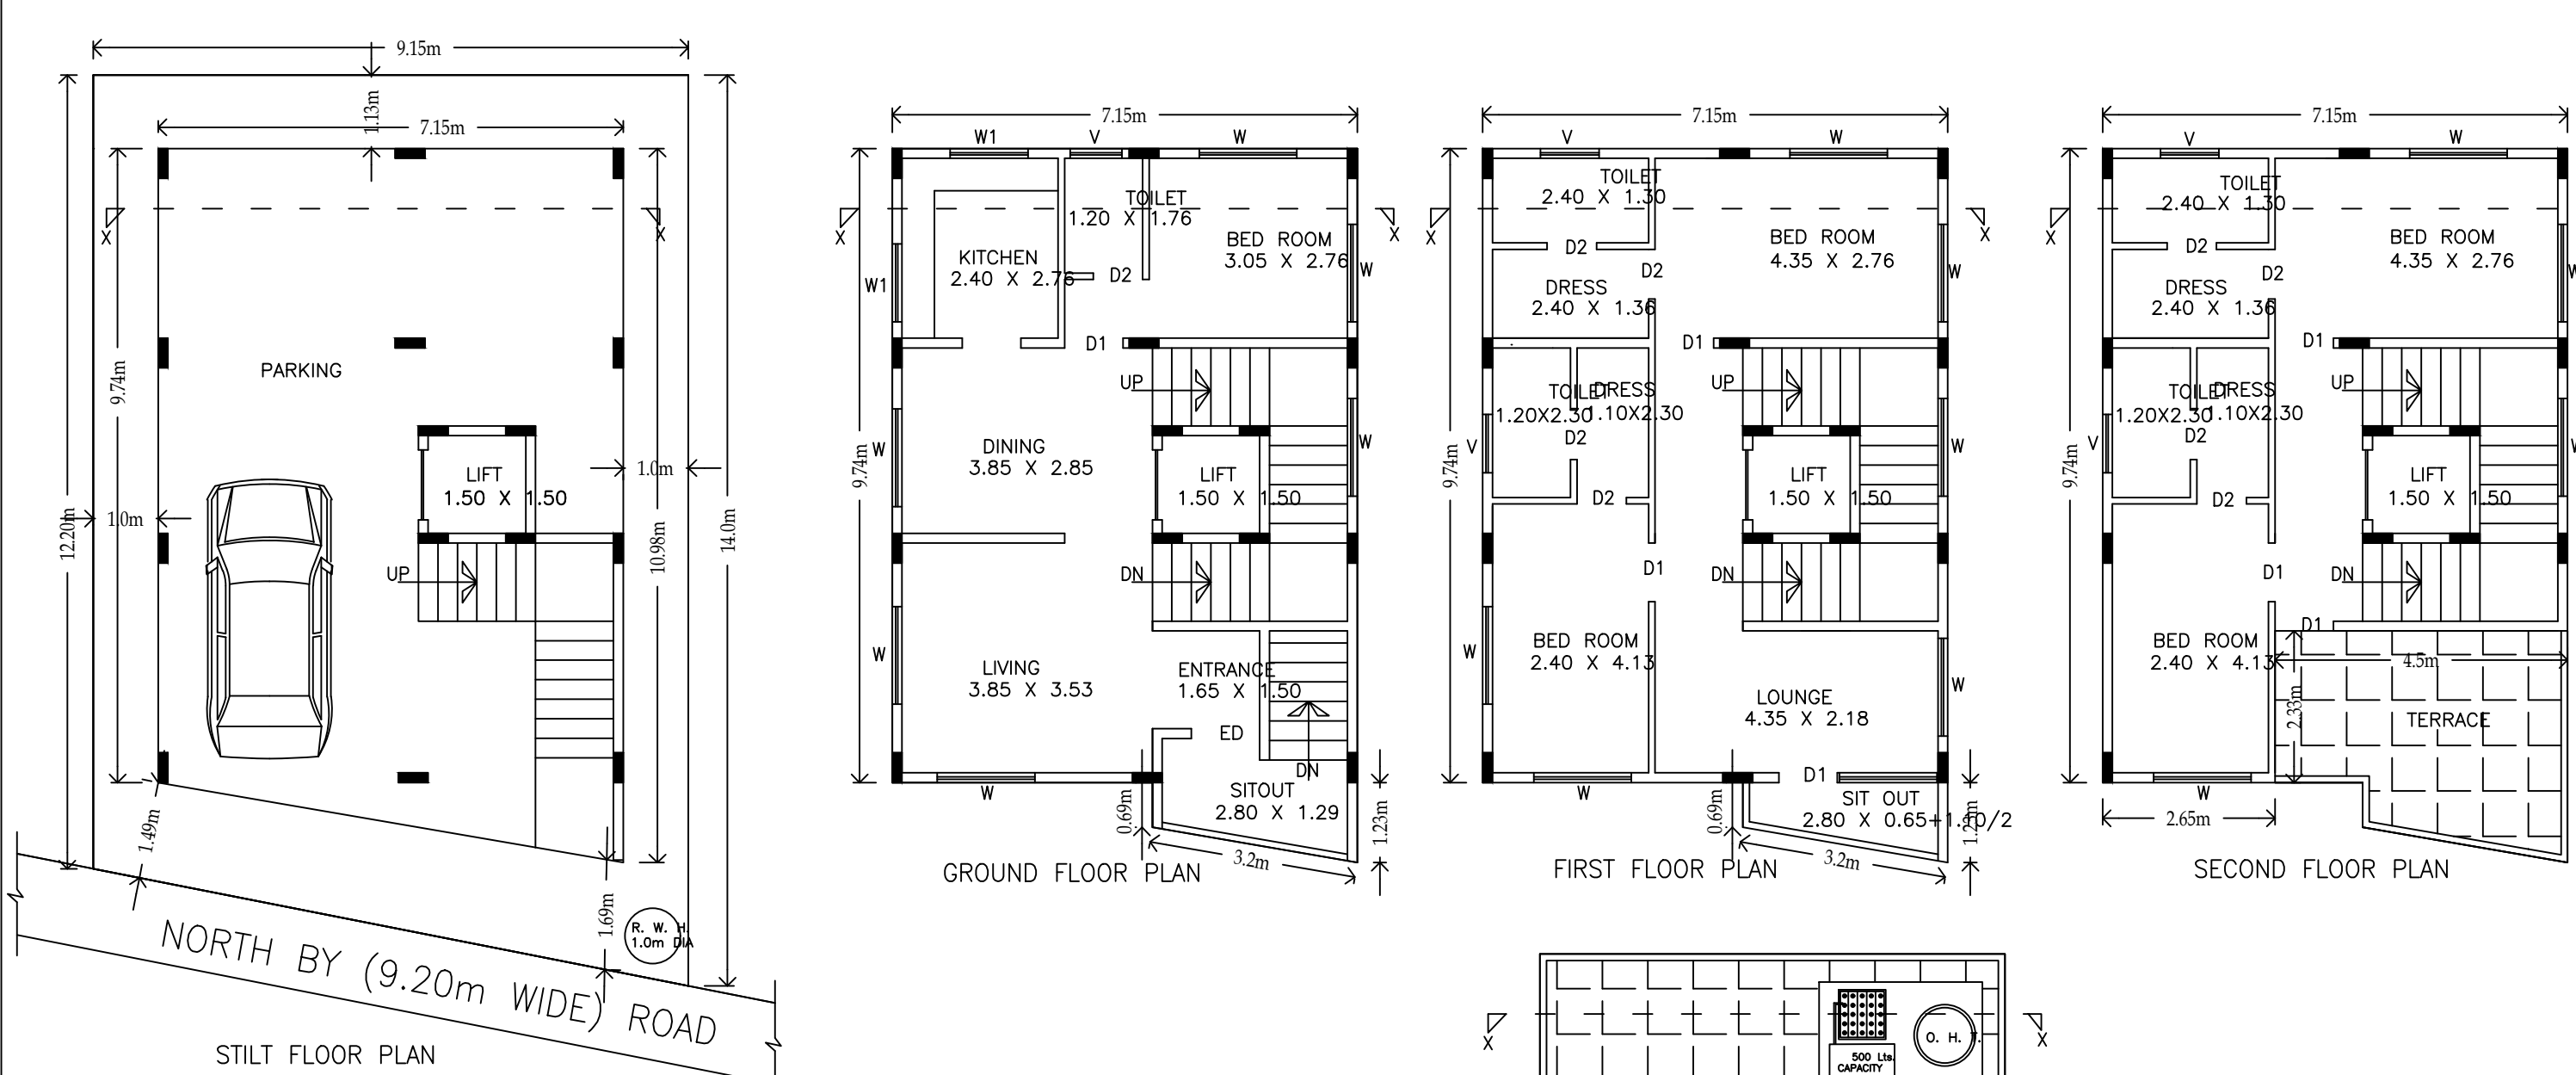 9.15m
1.13m
7.15m
X
X
PARKING
9.74m
12.20m
1.0m
LIFT
1.50 X 1.50
1.0m
10.98m
14.0m
UP
1.49m
1.69m
R. W. H.
1.0m DIA
NORTH BY (9.20m WIDE) ROAD
STILT FLOOR PLAN
7.15m
W1
V
W
X
X
TOILET
1.20 X 1.76
KITCHEN
2.40 X 2.76
BED ROOM
3.05 X 2.76
W1
W
D2
D1
UP
9.74m
DINING
3.85 X 2.85
W
W
LIFT
1.50 X 1.50
DN
LIVING
3.85 X 3.53
W
ENTRANCE
1.65 X 1.50
ED
DN
SITOUT
2.80 X 1.29
W
0.69m
1.23m
3.2m
GROUND FLOOR PLAN
7.15m
V
W
X
X
TOILET
2.40 X 1.30
D2
BED ROOM
4.35 X 2.76
D2
W
DRESS
2.40 X 1.36
D1
UP
TOILET
1.20X2.30
DRESS
1.10X2.30
D2
V
W
9.74m
LIFT
1.50 X 1.50
D2
D1
DN
BED ROOM
2.40 X 4.13
W
LOUNGE
4.35 X 2.18
W
D1
W
SIT OUT
2.80 X 0.65+1.10/2
0.69m
3.2m
FIRST FLOOR PLAN
7.15m
V
W
X
TOILET
2.40 X 1.30
D2
BED ROOM
4.35 X 2.76
D2
W
DRESS
2.40 X 1.36
D1
UP
TOILET
1.20X2.30
DRESS
1.10X2.30
D2
V
W
9.74m
LIFT
1.50 X 1.50
D2
D1
DN
D1
BED ROOM
2.40 X 4.13
4.5m
2.33m
TERRACE
W
2.65m
SECOND FLOOR PLAN
X
X
O. H. T.
500 Lts.
CAPACITY